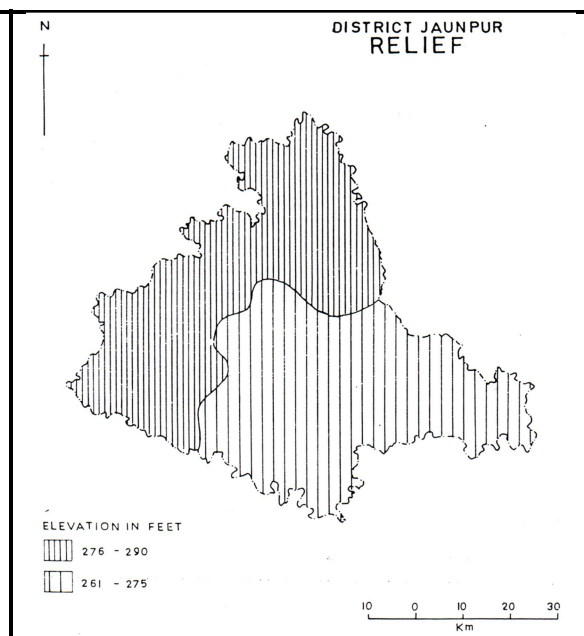 N
DISTRICT JAUNPUR
RELIEF
ELEVATION IN FEET
276 - 290
261 - 275
10 0 10 20 30
Km